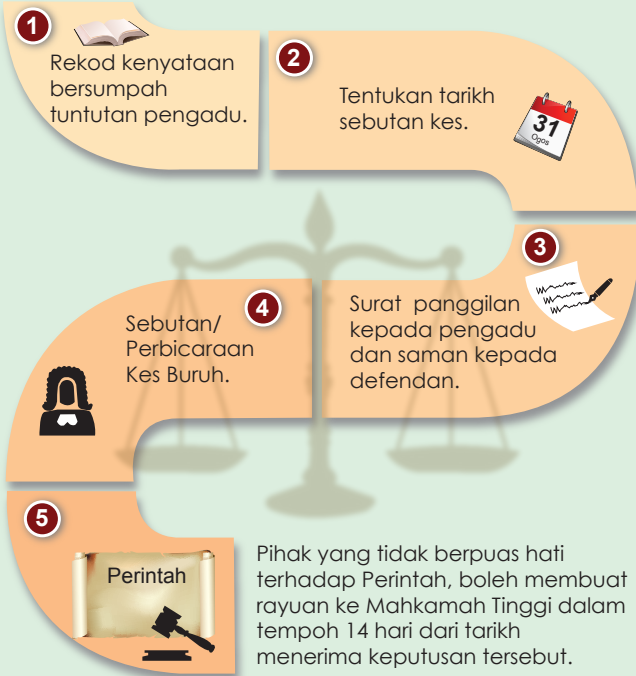 1
Rekod kenyataan
bersumpah
tuntutan pengadu.
2
Tentukan tarikh
sebutan kes.
31
Ogos
3
Surat panggilan
kepada pengadu
dan saman kepada
defendan.
4
Sebutan/
Perbicaraan
Kes Buruh.
5
Perintah
Pihak yang tidak berpuas hati
terhadap Perintah, boleh membuat
rayuan ke Mahkamah Tinggi dalam
tempoh 14 hari dari tarikh
menerima keputusan tersebut.